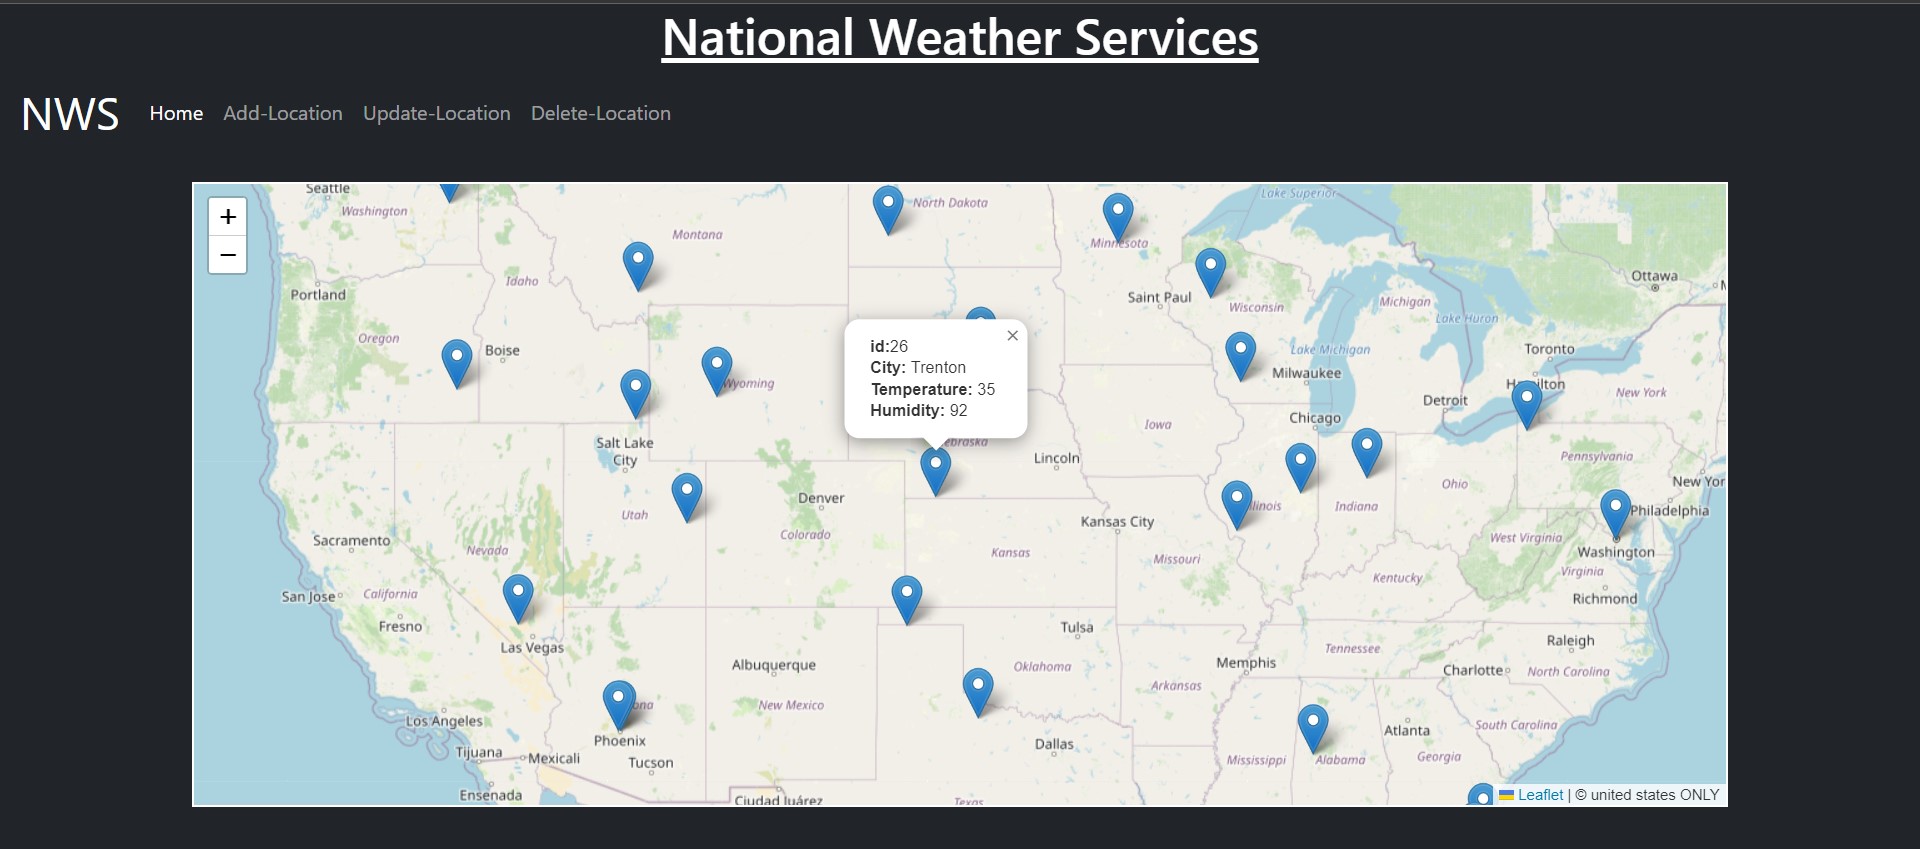 National Weather Services
NWS Home Add-Location Update-Location Delete-Location
+
−
Seattle
Washington
Montana
North Dakota
Minnesota
Lake Superior
Ottawa
Portland
Idaho
Saint Paul
Wisconsin
Michigan
Lake Huron
Oregon
Boise
Wyoming
Lake Michigan
Milwaukee
Toronto
Detroit
New York
×
id:26
City: Trenton
Temperature: 35
Humidity: 92
Chicago
Iowa
Salt Lake
City
Lincoln
Pennsylvania
New Yor
Denver
Utah
Ohio
Indiana
Philadelphia
Kansas City
Sacramento
Nevada
Colorado
Kansas
Missouri
West Virginia
Washington
Virginia
San Jose
California
Kentucky
Richmond
Fresno
Las Vegas
Tulsa
Raleigh
Albuquerque
Oklahoma
Memphis
Tennessee
Charlotte
North Carolina
Arkansas
New Mexico
Los Angeles
Phoenix
South Carolina
Atlanta
Tijuana
Mexicali
Tucson
Dallas
Mississippi
Alabama
Georgia
Ensenada
Ciudad Juárez
Texas
Leaflet | © united states ONLY